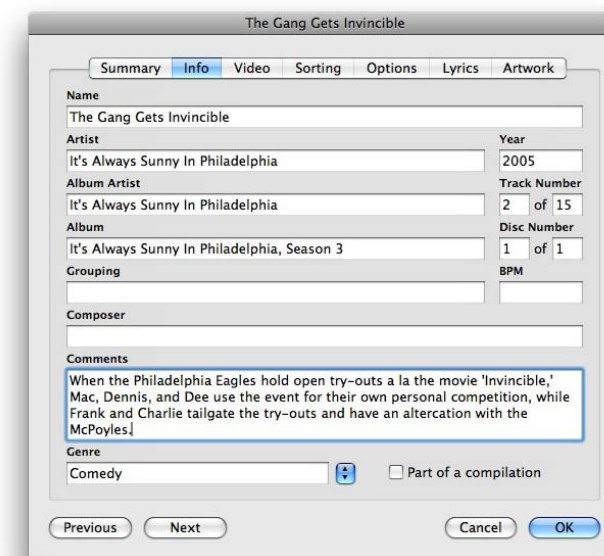 The Gang Gets Invincible
Summary Info Video Sorting Options Lyrics Artwork
Name
The Gang Gets Invincible
Artist Year
It's Always Sunny In Philadelphia 2005
Album Artist Track Number
It's Always Sunny In Philadelphia 2 of 15
Album Disc Number
It's Always Sunny In Philadelphia, Season 3 1 of 1
Grouping BPM
Composer
Comments
When the Philadelphia Eagles hold open try-outs a la the movie 'Invincible,'
Mac, Dennis, and Dee use the event for their own personal competition, while
Frank and Charlie tailgate the try-outs and have an altercation with the
McPoyles.
Genre
Comedy Part of a compilation
Previous Next Cancel OK